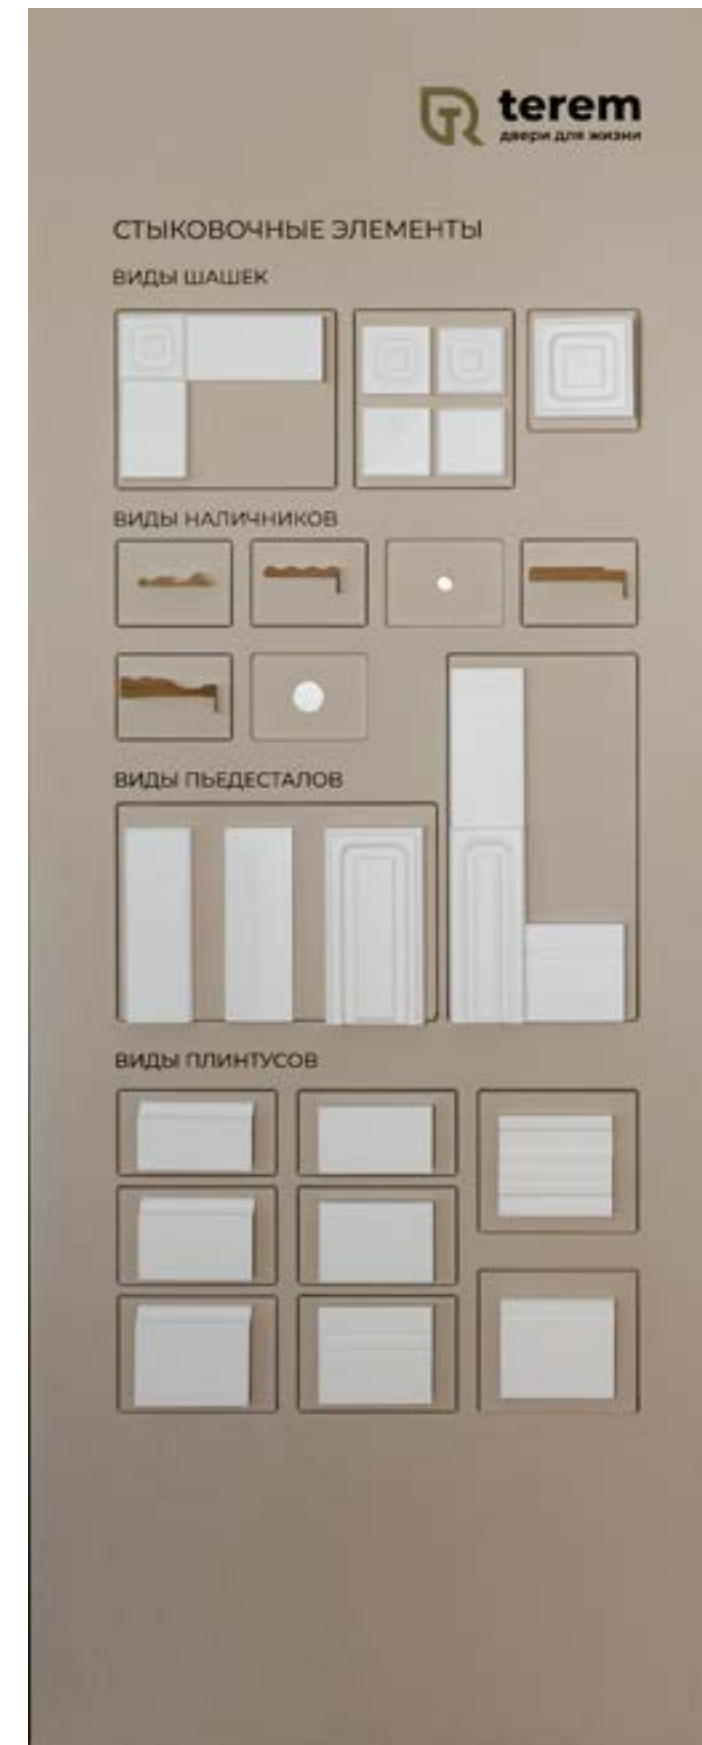 terem
двери для жизни
СТЫКОВОЧНЫЕ ЭЛЕМЕНТЫ
ВИДЫ ШАШЕК
ВИДЫ НАЛИЧНИКОВ
ВИДЫ ПЬЕДЕСТАЛОВ
ВИДЫ ПЛИНТУСОВ